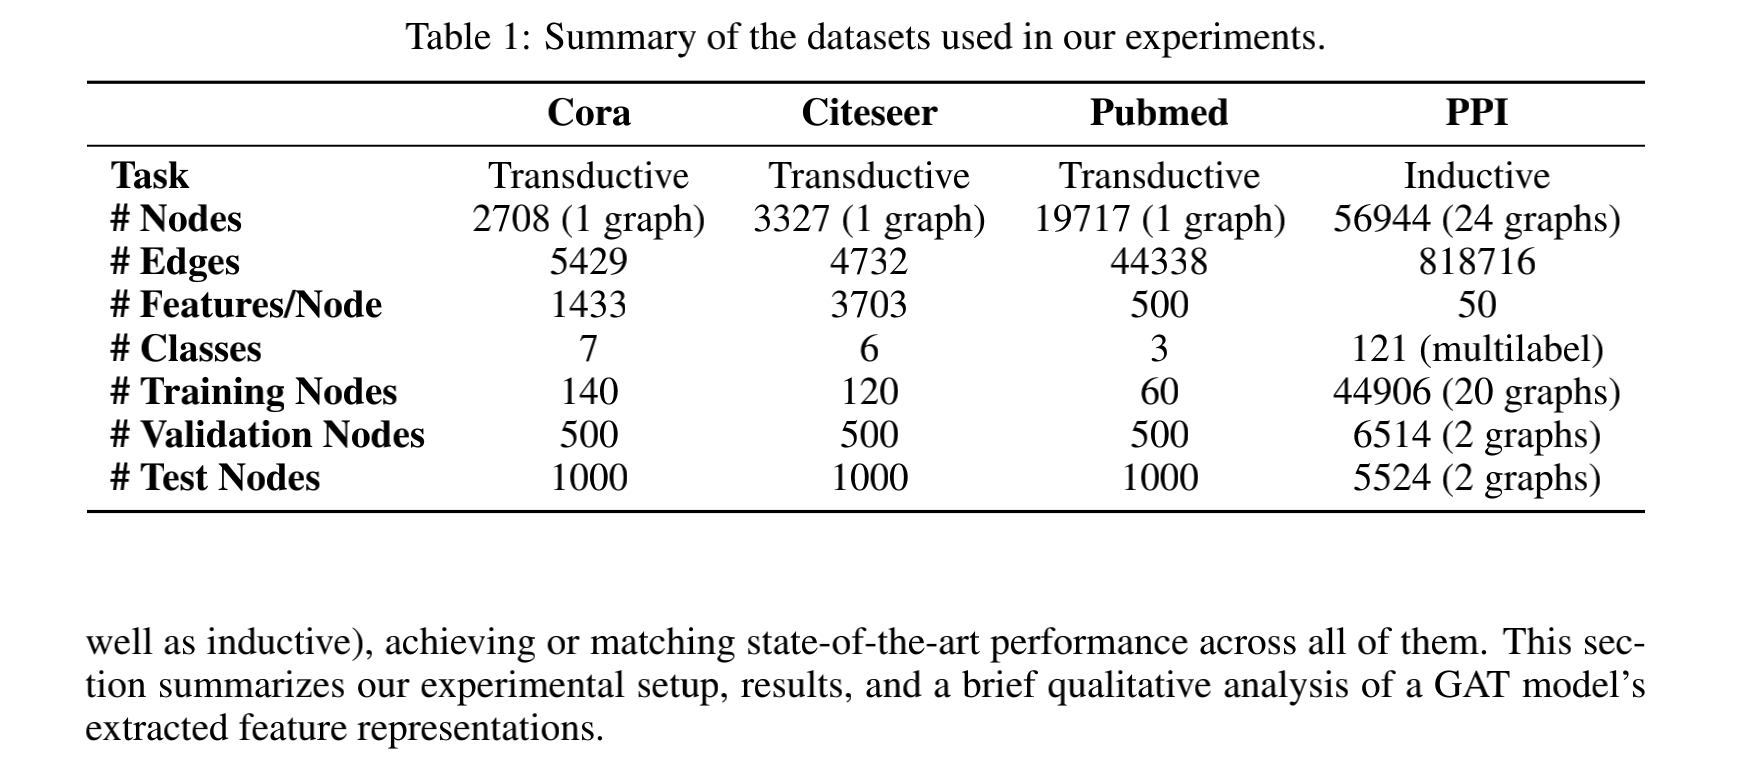 Table 1: Summary of the datasets used in our experiments.
Cora Citeseer Pubmed PPI
Task Transductive Transductive Transductive Inductive
# Nodes 2708 (1 graph) 3327 (1 graph) 19717 (1 graph) 56944 (24 graphs)
# Edges 5429 4732 44338 818716
# Features/Node 1433 3703 500 50
# Classes 7 6 3 121 (multilabel)
# Training Nodes 140 120 60 44906 (20 graphs)
# Validation Nodes 500 500 500 6514 (2 graphs)
# Test Nodes 1000 1000 1000 5524 (2 graphs)
well as inductive), achieving or matching state-of-the-art performance across all of them. This sec-
tion summarizes our experimental setup, results, and a brief qualitative analysis of a GAT model’s
extracted feature representations.